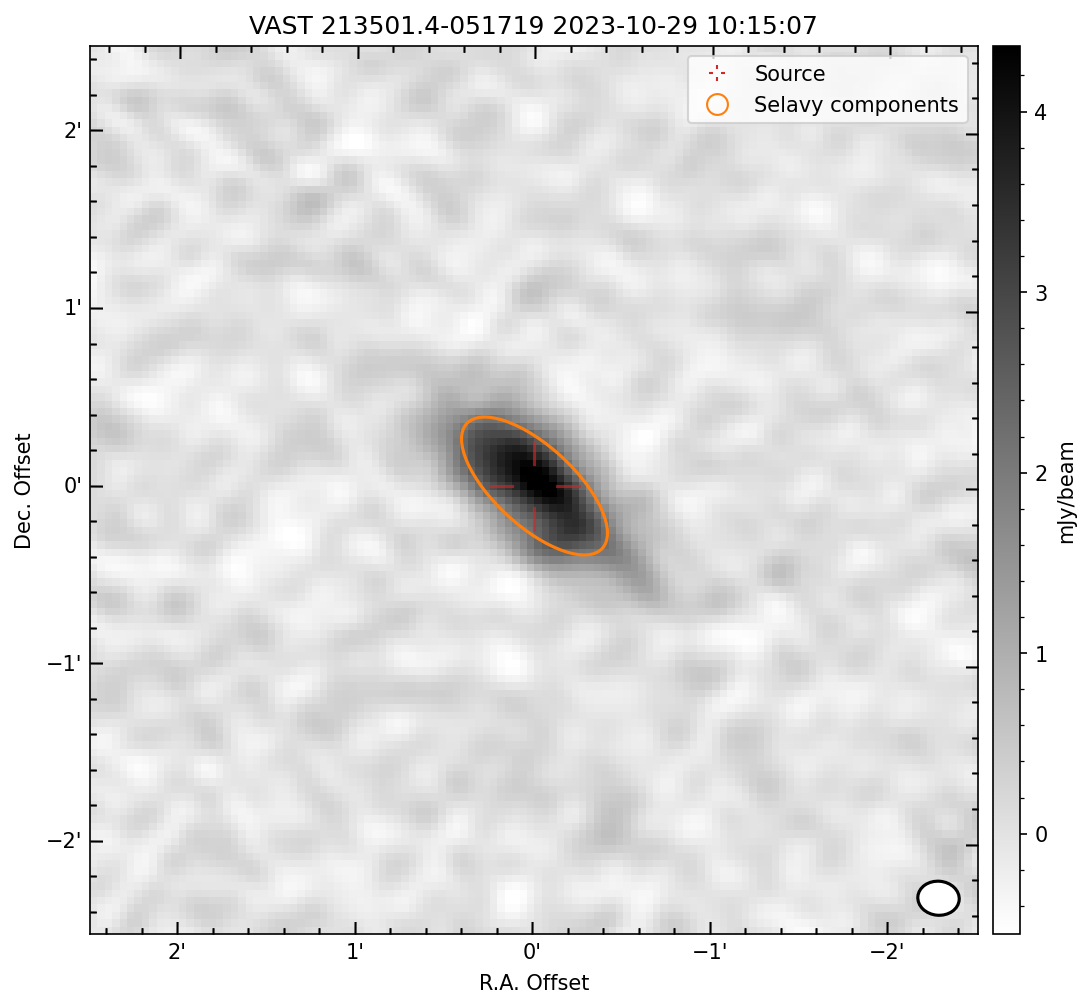 VAST 213501.4-051719 2023-10-29 10:15:07
Source
Selavy components
2'
1'
0'
−1'
−2'
Dec. Offset
2'
1'
0'
−1'
−2'
R.A. Offset
4
3
2
1
0
mJy/beam